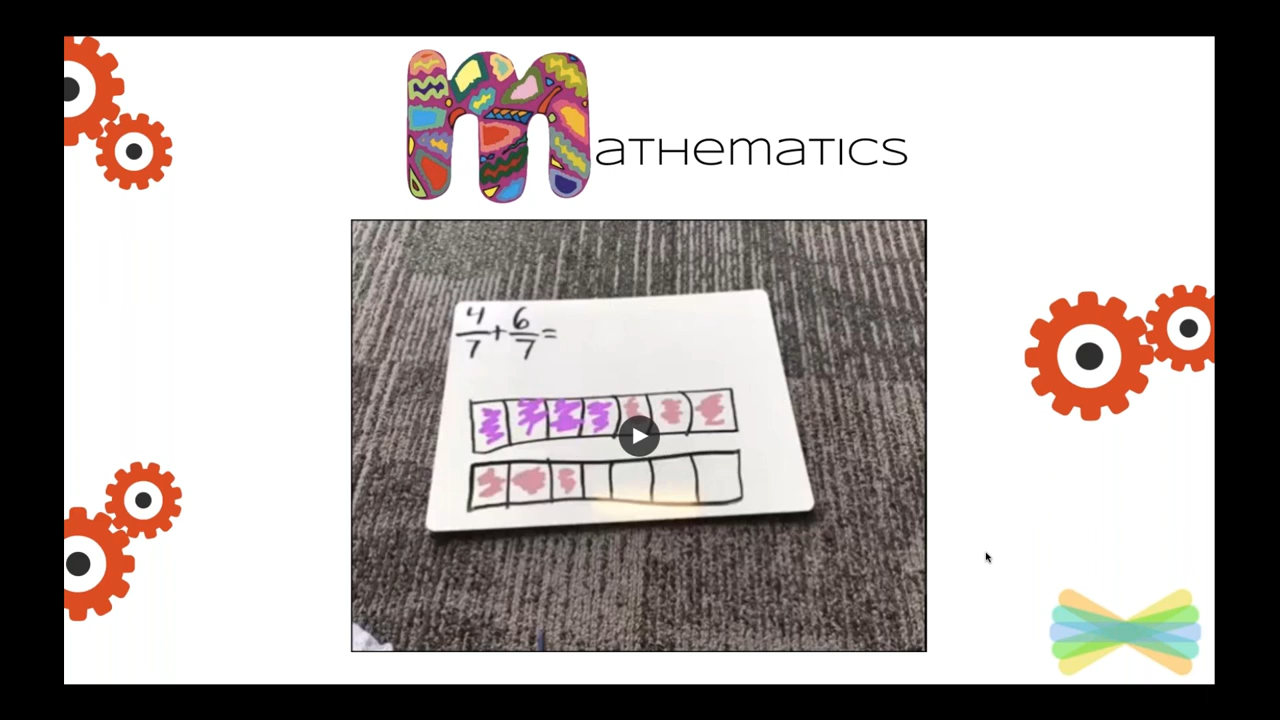 mathematics
4/7 + 6/7 =